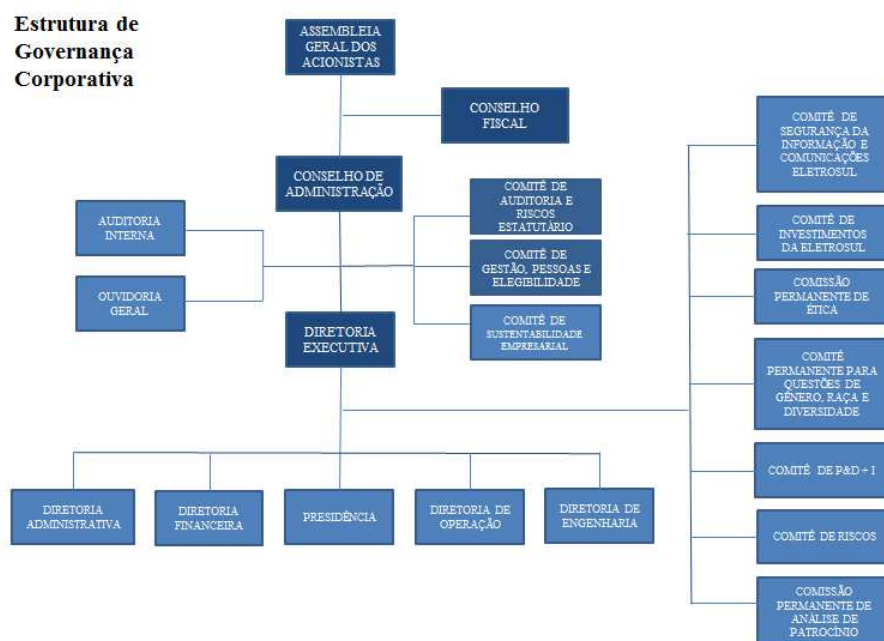 Estrutura de
Governança
Corporativa
ASSEMBLEIA
GERAL DOS
ACIONISTAS
CONSELHO
FISCAL
CONSELHO DE
ADMINISTRAÇÃO
AUDITORIA
INTERNA
OUVIDORIA
GERAL
COMITÊ DE
AUDITORIA E
RISCOS
ESTATUTÁRIO
COMITÊ DE
GESTÃO, PESSOAS E
ELEGIBILIDADE
COMITÊ DE
SUSTENTABILIDADE
EMPRESARIAL
DIRETORIA
EXECUTIVA
DIRETORIA
ADMINISTRATIVA
DIRETORIA
FINANCEIRA
PRESIDÊNCIA
DIRETORIA DE
OPERAÇÃO
DIRETORIA DE
ENGENHARIA
COMITÊ DE
SEGURANÇA DA
INFORMAÇÃO E
COMUNICAÇÕES
ELETROSUL
COMITÊ DE
INVESTIMENTOS
DA ELETROSUL
COMISSÃO
PERMANENTE DE
ÉTICA
COMITÊ
PERMANENTE PARA
QUESTÕES DE
GÊNERO, RAÇA E
DIVERSIDADE
COMITÊ DE P&D + I
COMITÊ DE RISCOS
COMISSÃO
PERMANENTE DE
ANÁLISE DE
PATROCÍNIO